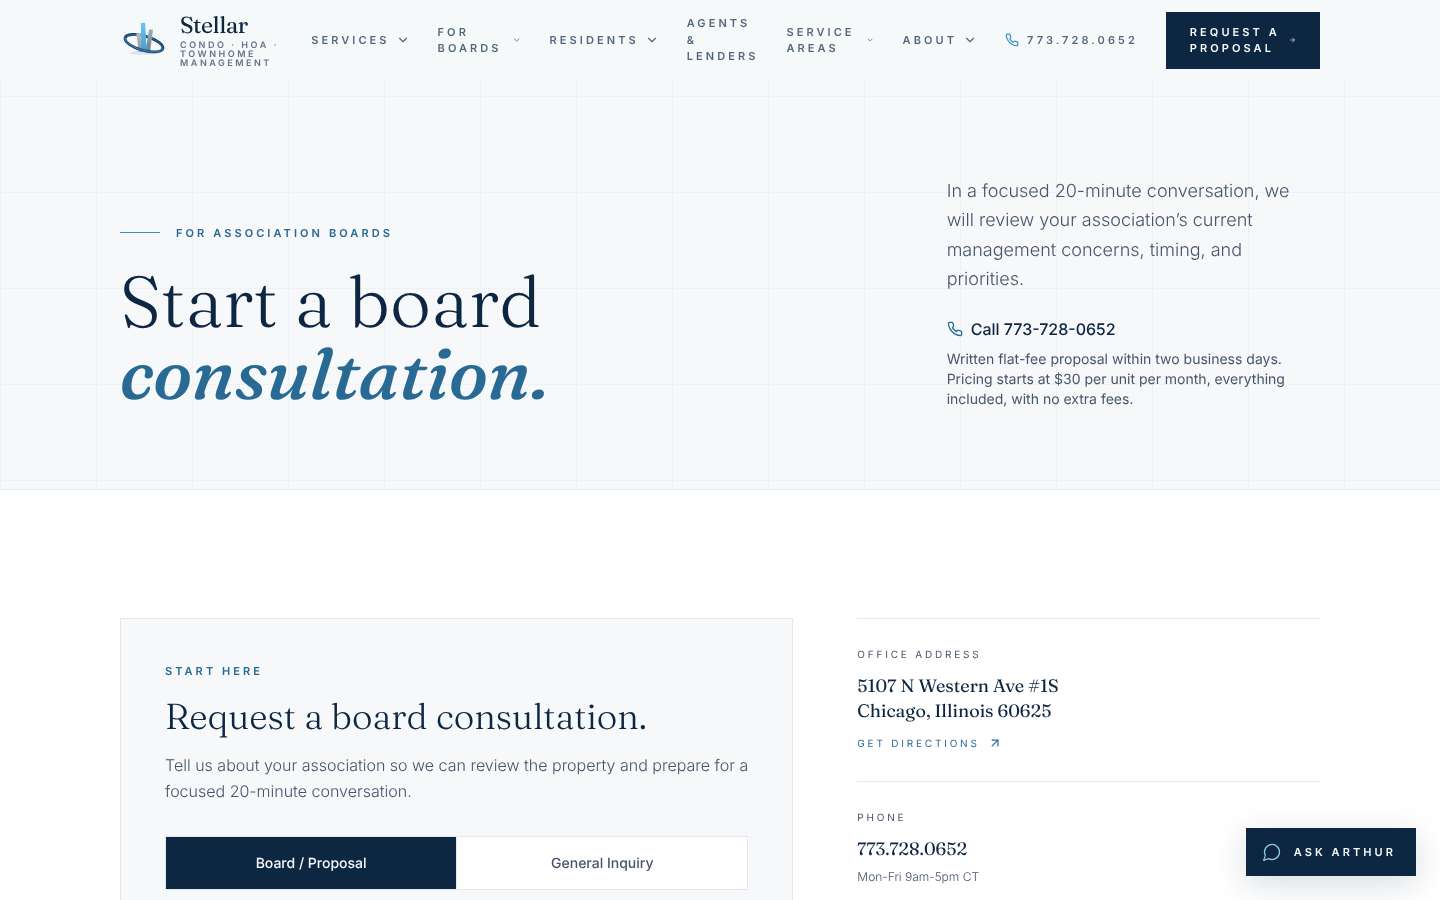 Stellar
CONDO · HOA ·
TOWNHOME
MANAGEMENT
SERVICES
FOR
BOARDS
RESIDENTS
AGENTS
&
LENDERS
SERVICE
AREAS
ABOUT
773.728.0652
REQUEST A
PROPOSAL
FOR ASSOCIATION BOARDS
Start a board
consultation.
In a focused 20-minute conversation, we
will review your association’s current
management concerns, timing, and
priorities.
Call 773-728-0652
Written flat-fee proposal within two business days.
Pricing starts at $30 per unit per month, everything
included, with no extra fees.
START HERE
Request a board consultation.
Tell us about your association so we can review the property and prepare for a
focused 20-minute conversation.
Board / Proposal
General Inquiry
OFFICE ADDRESS
5107 N Western Ave #1S
Chicago, Illinois 60625
GET DIRECTIONS
PHONE
773.728.0652
Mon-Fri 9am-5pm CT
ASK ARTHUR